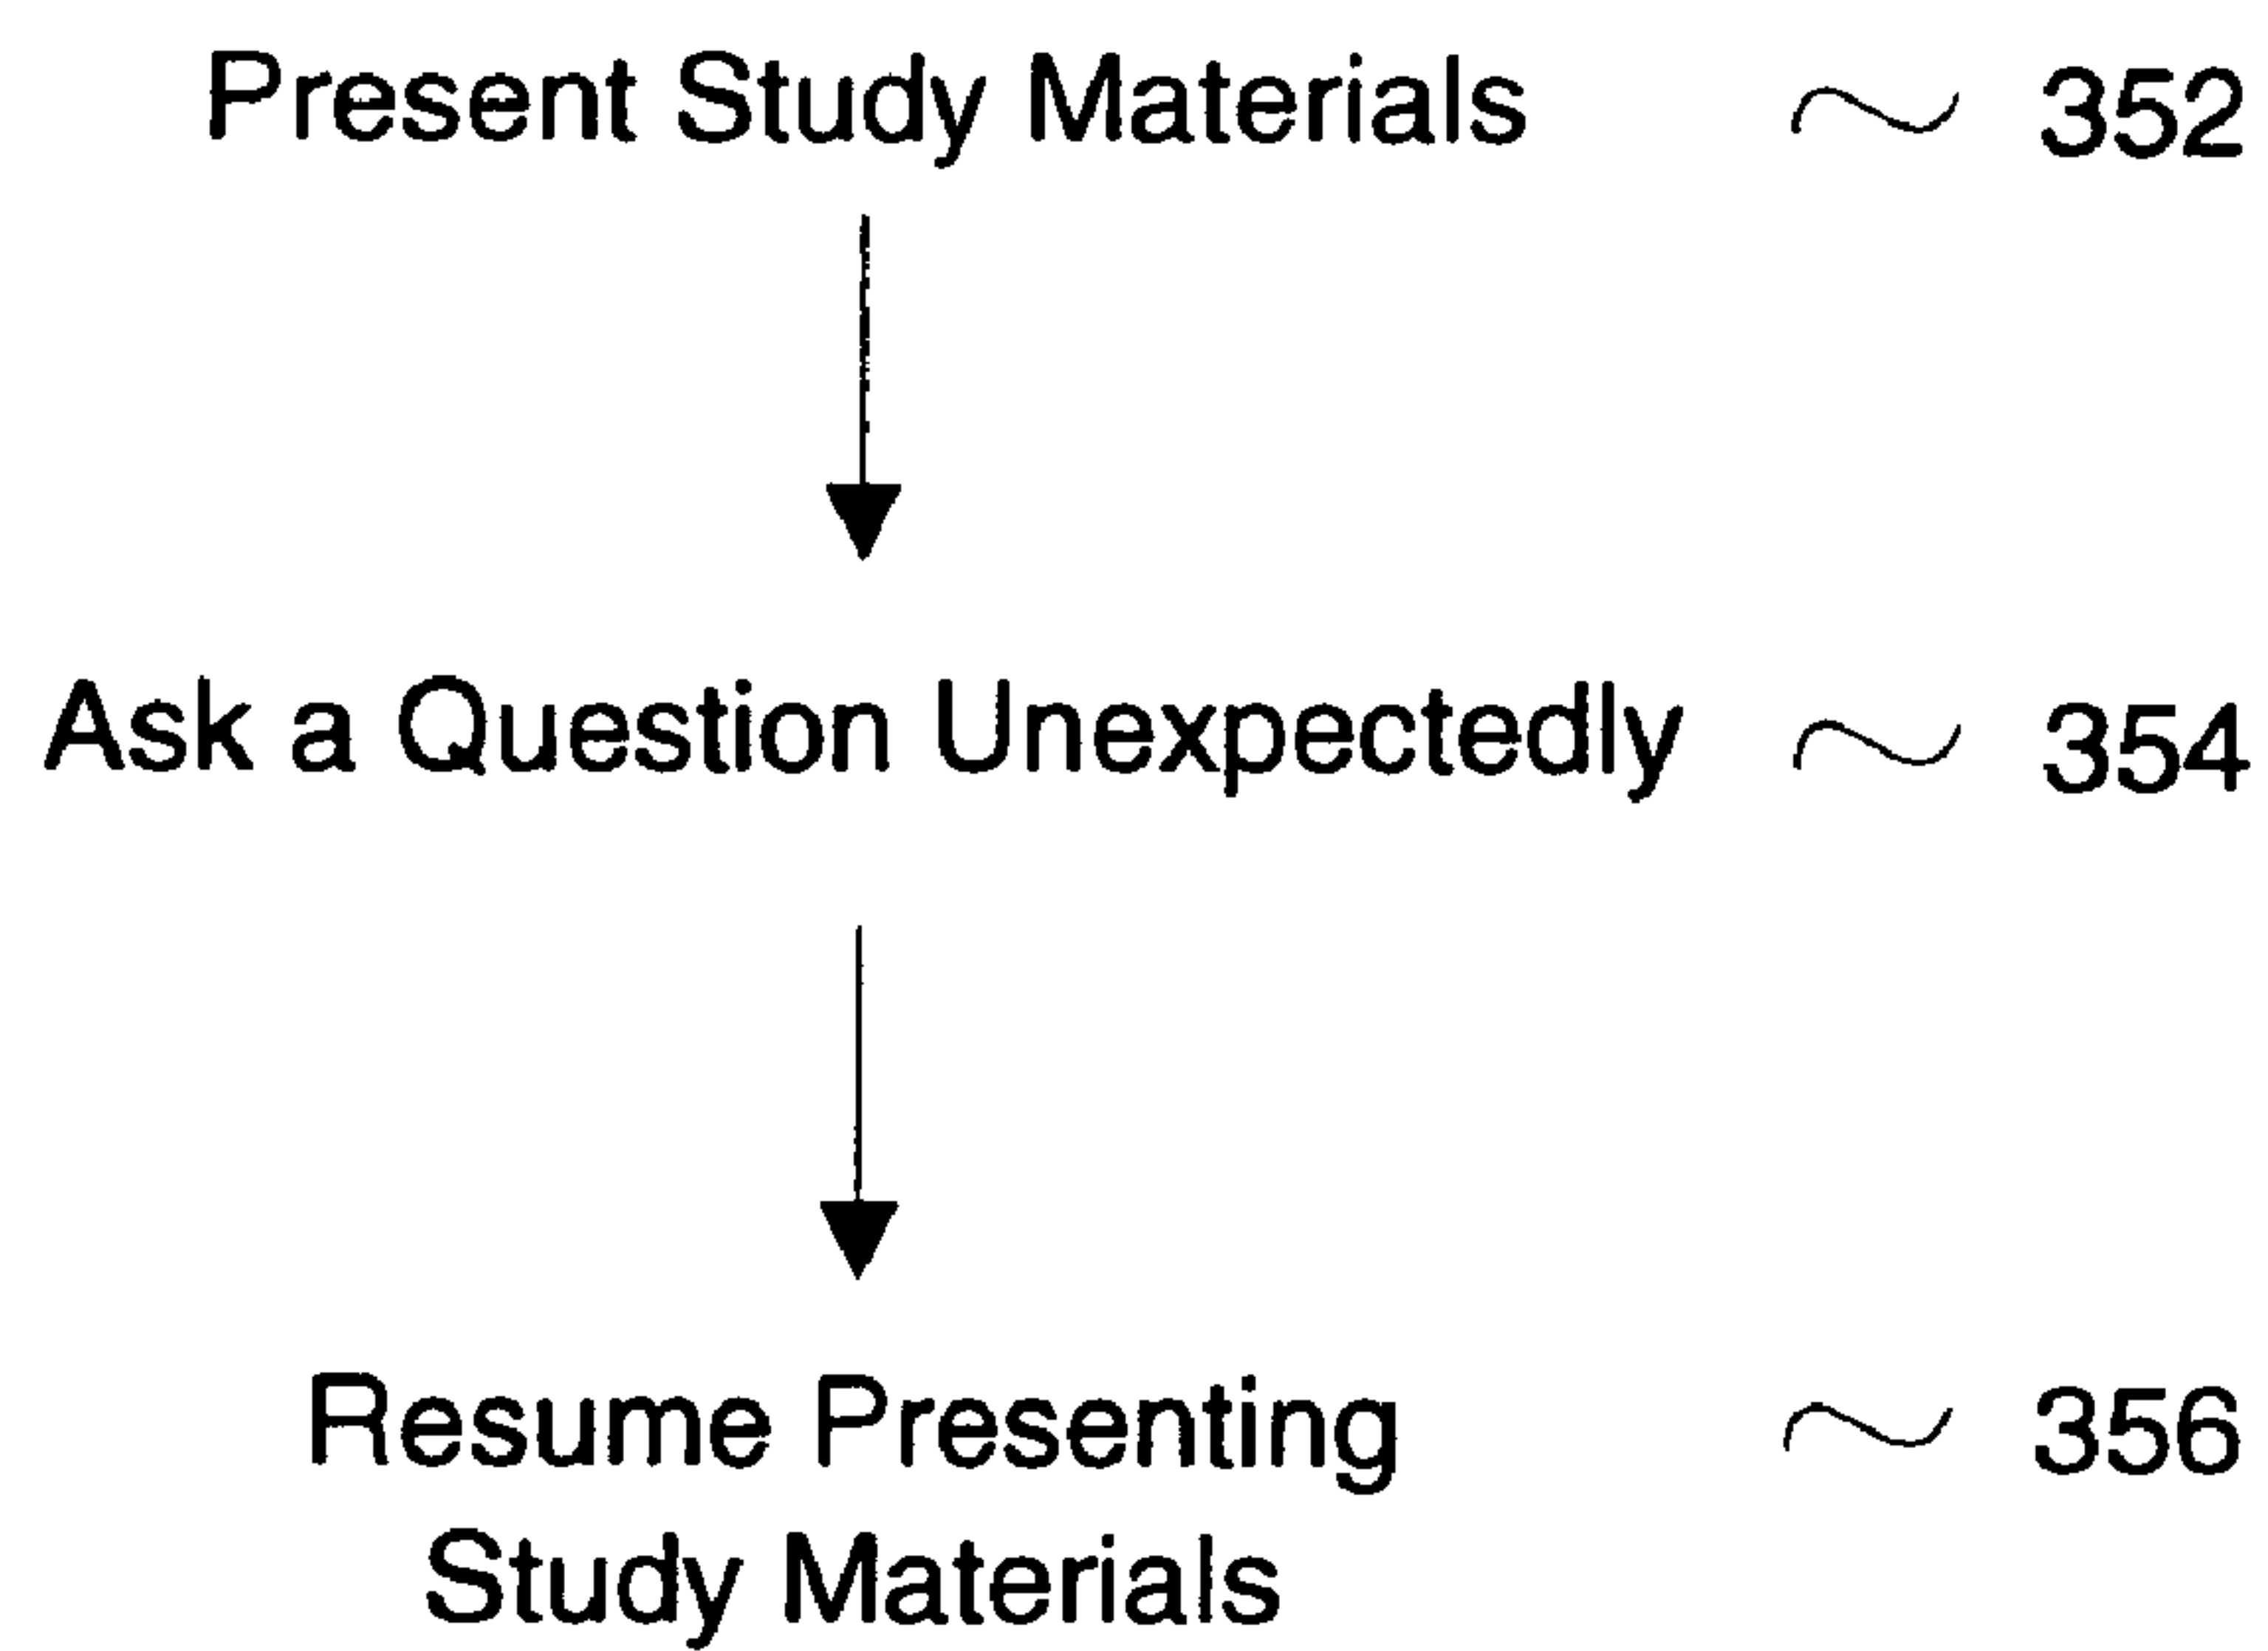 Present Study Materials 352
Ask a Question Unexpectedly 354
Resume Presenting 356
Study Materials